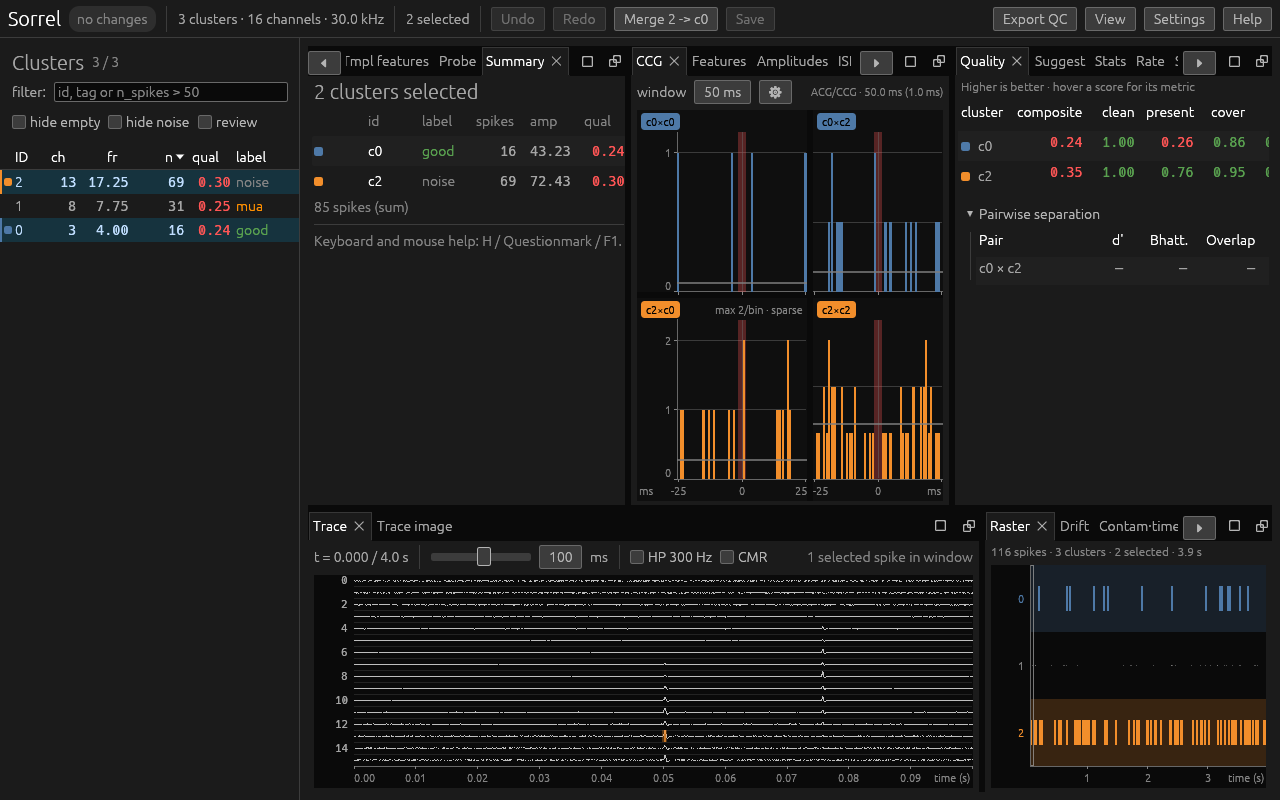 Sorrel no changes 3 clusters · 16 channels · 30.0 kHz 2 selected Undo Redo Merge 2 -> c0 Save Export QC View Settings Help
Clusters 3 / 3
filter: id, tag or n_spikes > 50
hide empty hide noise review
ID ch fr n qual label
2 13 17.25 69 0.30 noise
1 8 7.75 31 0.25 mua
0 3 4.00 16 0.24 good
Tmpl features Probe Summary
2 clusters selected
id label spikes amp qual
c0 good 16 43.23 0.24
c2 noise 69 72.43 0.30
85 spikes (sum)
Keyboard and mouse help: H / Questionmark / F1.
CCG Features Amplitudes ISI
window 50 ms ACG/CCG · 50.0 ms (1.0 ms)
c0×c0 c0×c2
1
0
c2×c0 max 2/bin · sparse c2×c2
2
1
0
ms -25 0 25 -25 0 ms
Quality Suggest Stats Rate
Higher is better · hover a score for its metric
cluster composite clean present cover
c0 0.24 1.00 0.26 0.86
c2 0.35 1.00 0.76 0.95
Pairwise separation
Pair d' Bhatt. Overlap
c0 × c2 — — —
Trace Trace image
t = 0.000 / 4.0 s 100 ms HP 300 Hz CMR 1 selected spike in window
0
2
4
6
8
10
12
14
0.00 0.01 0.02 0.03 0.04 0.05 0.06 0.07 0.08 0.09 time (s)
Raster Drift Contam-time
116 spikes · 3 clusters · 2 selected · 3.9 s
0
1
2
1 2 3 time (s)